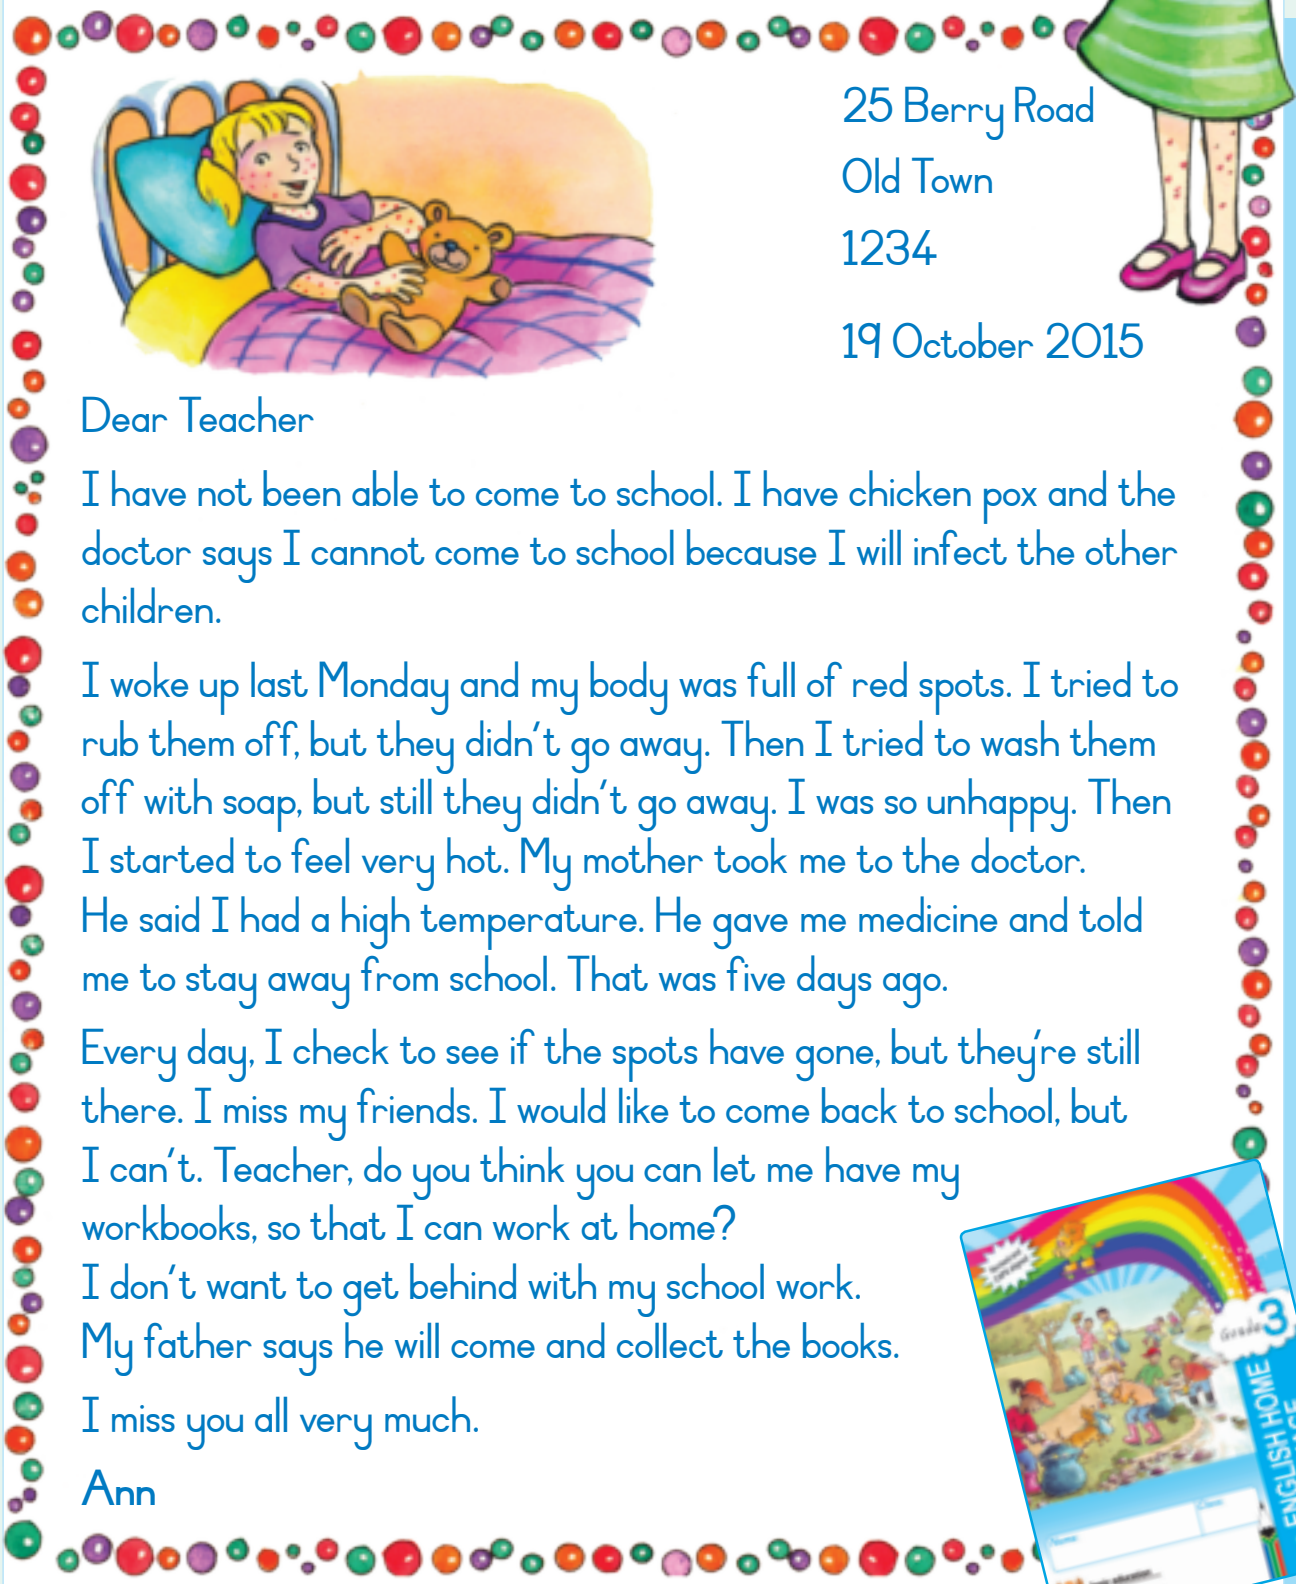 25 Berry Road
Old Town
1234
19 October 2015
Dear Teacher
I have not been able to come to school. I have chicken pox and the
doctor says I cannot come to school because I will infect the other
children.
I woke up last Monday and my body was full of red spots. I tried to
rub them off, but they didn't go away. Then I tried to wash them
off with soap, but still they didn't go away. I was so unhappy. Then
I started to feel very hot. My mother took me to the doctor.
He said I had a high temperature. He gave me medicine and told
me to stay away from school. That was five days ago.
Every day, I check to see if the spots have gone, but they're still
there. I miss my friends. I would like to come back to school, but
I can't. Teacher, do you think you can let me have my
workbooks, so that I can work at home?
I don't want to get behind with my school work.
My father says he will come and collect the books.
I miss you all very much.
Ann
Grade 3
ENGLISH HOME
Name: